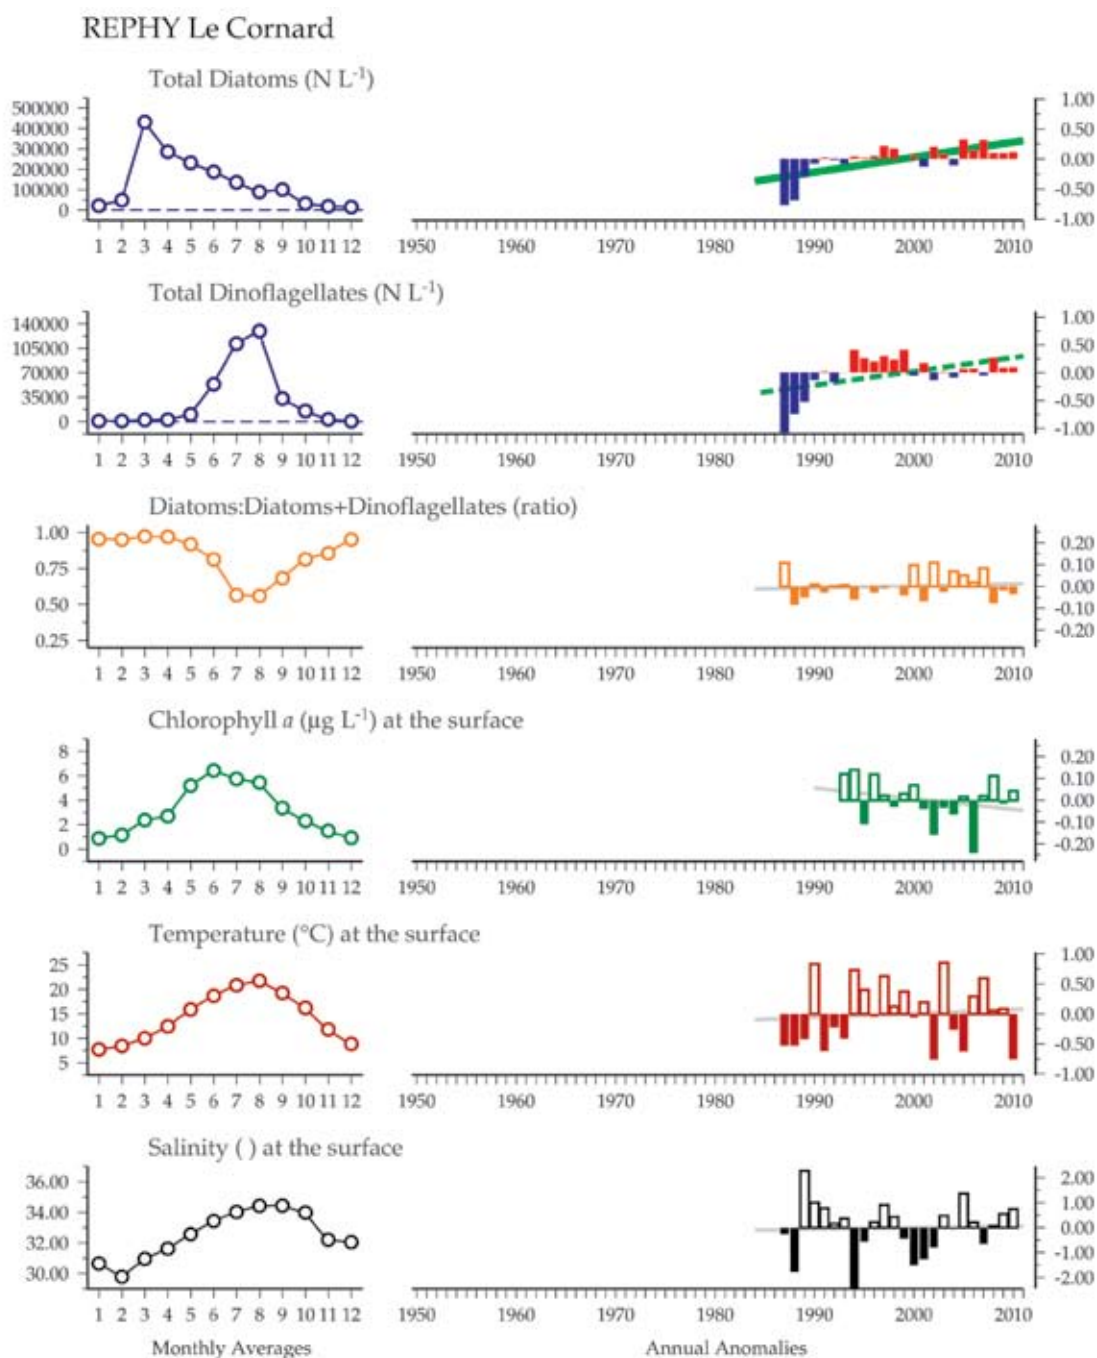 REPHY Le Cornard
Total Diatoms (N L⁻¹)
500000
400000
300000
200000
100000
0
1 2 3 4 5 6 7 8 9 10 11 12
1950 1960 1970 1980 1990 2000 2010
1.00
0.50
0.00
-0.50
-1.00
Total Dinoflagellates (N L⁻¹)
140000
105000
70000
35000
0
1 2 3 4 5 6 7 8 9 10 11 12
1950 1960 1970 1980 1990 2000 2010
1.00
0.50
0.00
-0.50
-1.00
Diatoms:Diatoms+Dinoflagellates (ratio)
1.00
0.75
0.50
0.25
1 2 3 4 5 6 7 8 9 10 11 12
1950 1960 1970 1980 1990 2000 2010
0.20
0.10
0.00
-0.10
-0.20
Chlorophyll a (µg L⁻¹) at the surface
8
6
4
2
0
1 2 3 4 5 6 7 8 9 10 11 12
1950 1960 1970 1980 1990 2000 2010
0.20
0.10
0.00
-0.10
-0.20
Temperature (°C) at the surface
25
20
15
10
5
1 2 3 4 5 6 7 8 9 10 11 12
1950 1960 1970 1980 1990 2000 2010
1.00
0.50
0.00
-0.50
-1.00
Salinity ( ) at the surface
36.00
34.00
32.00
30.00
1 2 3 4 5 6 7 8 9 10 11 12
1950 1960 1970 1980 1990 2000 2010
2.00
1.00
0.00
-1.00
-2.00
Monthly Averages
Annual Anomalies